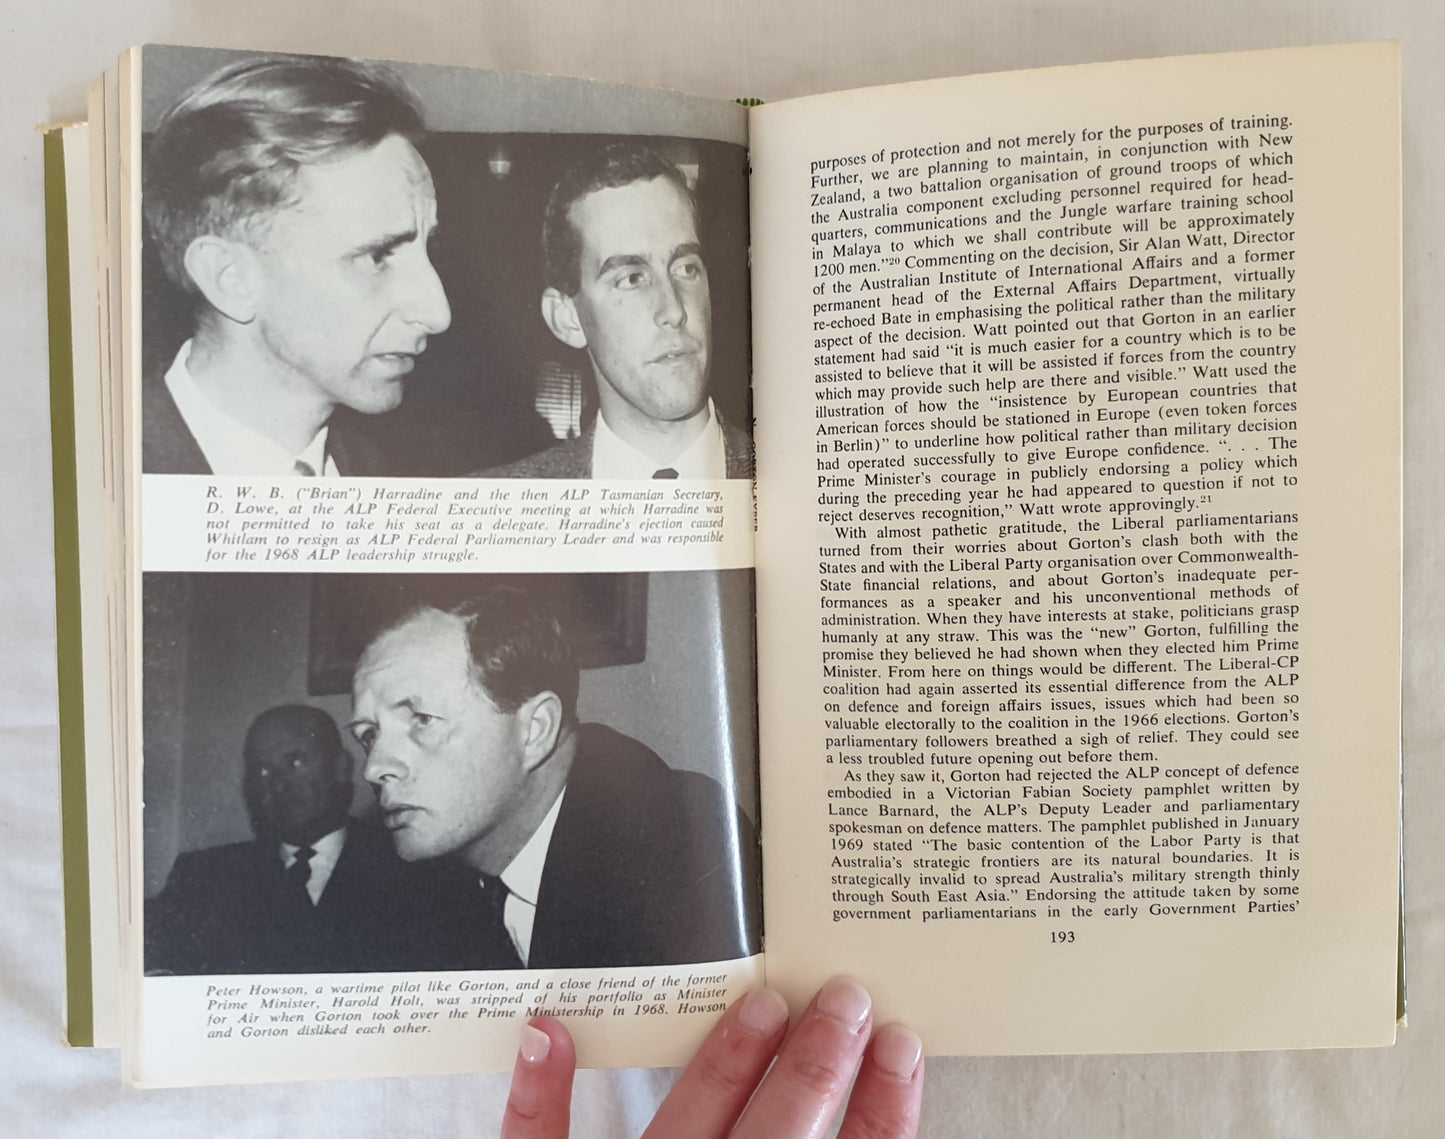 R. W. B. (“Brian”) Harradine and the then ALP Tasmanian Secretary,
D. Lowe, at the ALP Federal Executive meeting at which Harradine was
not permitted to take his seat as a delegate. Harradine's ejection caused
Whitlam to resign as ALP Federal Parliamentary Leader and was responsible
for the 1968 ALP leadership struggle.
Peter Howson, a wartime pilot like Gorton, and a close friend of the former
Prime Minister, Harold Holt, was stripped of his portfolio as Minister
for Air when Gorton took over the Prime Ministership in 1968. Howson
and Gorton disliked each other.
purposes of protection and not merely for the purposes of training.
Further, we are planning to maintain, in conjunction with New
Zealand, a two battalion organisation of ground troops of which
the Australia component excluding personnel required for head-
quarters, communications and the Jungle warfare training school
in Malaya to which we shall contribute will be approximately
1200 men.”20 Commenting on the decision, Sir Alan Watt, Director
of the Australian Institute of International Affairs and a former
permanent head of the External Affairs Department, virtually
re-echoed Bate in emphasising the political rather than the military
aspect of the decision. Watt pointed out that Gorton in an earlier
statement had said “it is much easier for a country which is to be
assisted to believe that it will be assisted if forces from the country
which may provide such help are there and visible.” Watt used the
illustration of how the “insistence by European countries that
American forces should be stationed in Europe (even token forces
in Berlin)” to underline how political rather than military decision
had operated successfully to give Europe confidence. “. . . The
Prime Minister's courage in publicly endorsing a policy which
during the preceding year he had appeared to question if not to
reject deserves recognition,” Watt wrote approvingly.21
With almost pathetic gratitude, the Liberal parliamentarians
turned from their worries about Gorton's clash both with the
States and with the Liberal Party organisation over Commonwealth-
State financial relations, and about Gorton's inadequate per-
formances as a speaker and his unconventional methods of
administration. When they have interests at stake, politicians grasp
humanly at any straw. This was the “new” Gorton, fulfilling the
promise they believed he had shown when they elected him Prime
Minister. From here on things would be different. The Liberal-CP
coalition had again asserted its essential difference from the ALP
on defence and foreign affairs issues, issues which had been so
valuable electorally to the coalition in the 1966 elections. Gorton's
parliamentary followers breathed a sigh of relief. They could see
a less troubled future opening out before them.
As they saw it, Gorton had rejected the ALP concept of defence
embodied in a Victorian Fabian Society pamphlet written by
Lance Barnard, the ALP's Deputy Leader and parliamentary
spokesman on defence matters. The pamphlet published in January
1969 stated “The basic contention of the Labor Party is that
Australia's strategic frontiers are its natural boundaries. It is
strategically invalid to spread Australia's military strength thinly
through South East Asia.” Endorsing the attitude taken by some
government parliamentarians in the early Government Parties'
193